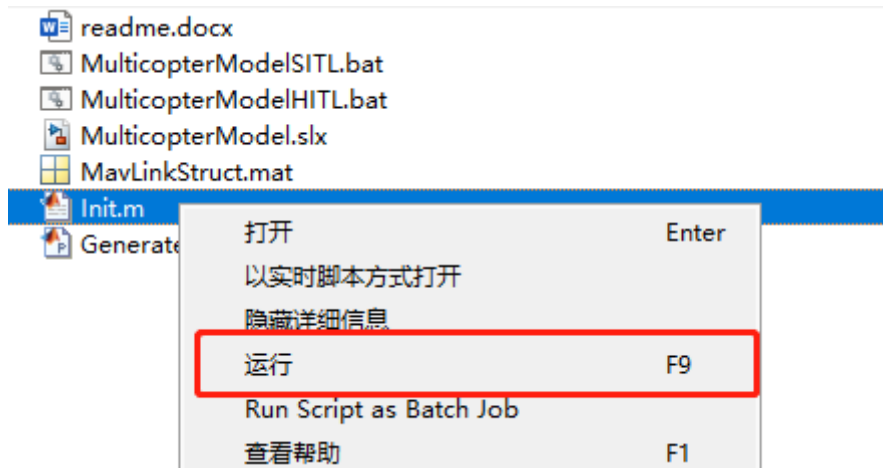 readme.docx
MulticopterModelSITL.bat
MulticopterModelHITL.bat
MulticopterModel.slx
MavLinkStruct.mat
Init.m
Generate
打开 Enter
以实时脚本方式打开
隐藏详细信息
运行 F9
Run Script as Batch Job
查看帮助 F1